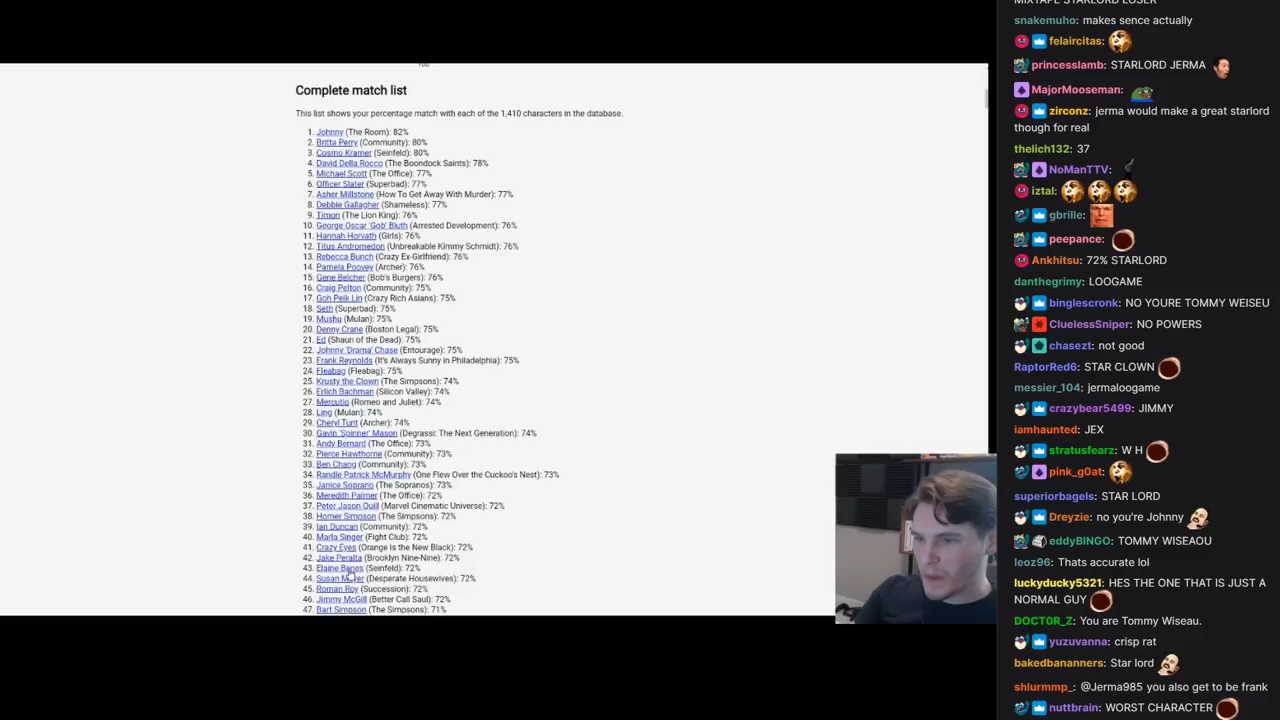 Complete match list
This list shows your percentage match with each of the 1,410 characters in the database.
1. Johnny (The Room): 82%
2. Britta Perry (Community): 80%
3. Cosmo Kramer (Seinfeld): 80%
4. David Della Rocco (The Boondock Saints): 78%
5. Michael Scott (The Office): 77%
6. Officer Slater (Superbad): 77%
7. Asher Millstone (How To Get Away With Murder): 77%
8. Debbie Gallagher (Shameless): 77%
9. Timon (The Lion King): 76%
10. George Oscar 'Gob' Bluth (Arrested Development): 76%
11. Hannah Horvath (Girls): 76%
12. Titus Andromedon (Unbreakable Kimmy Schmidt): 76%
13. Rebecca Bunch (Crazy Ex-Girlfriend): 76%
14. Pamela Poovey (Archer): 76%
15. Gene Belcher (Bob's Burgers): 76%
16. Craig Pelton (Community): 75%
17. Goh Peik Lin (Crazy Rich Asians): 75%
18. Seth (Superbad): 75%
19. Mushu (Mulan): 75%
20. Denny Crane (Boston Legal): 75%
21. Ed (Shaun of the Dead): 75%
22. Johnny 'Drama' Chase (Entourage): 75%
23. Frank Reynolds (It's Always Sunny in Philadelphia): 75%
24. Fleabag (Fleabag): 75%
25. Krusty the Clown (The Simpsons): 74%
26. Erlich Bachman (Silicon Valley): 74%
27. Mercutio (Romeo and Juliet): 74%
28. Ling (Mulan): 74%
29. Cheryl Tunt (Archer): 74%
30. Gavin 'Spinner' Mason (Degrassi: The Next Generation): 74%
31. Andy Bernard (The Office): 73%
32. Pierce Hawthorne (Community): 73%
33. Ben Chang (Community): 73%
34. Randle Patrick McMurphy (One Flew Over the Cuckoo's Nest): 73%
35. Janice Soprano (The Sopranos): 73%
36. Meredith Palmer (The Office): 72%
37. Peter Jason Quill (Marvel Cinematic Universe): 72%
38. Homer Simpson (The Simpsons): 72%
39. Ian Duncan (Community): 72%
40. Marla Singer (Fight Club): 72%
41. Crazy Eyes (Orange is the New Black): 72%
42. Jake Peralta (Brooklyn Nine-Nine): 72%
43. Elaine Benes (Seinfeld): 72%
44. Susan Mayer (Desperate Housewives): 72%
45. Roman Roy (Succession): 72%
46. Jimmy McGill (Better Call Saul): 72%
47. Bart Simpson (The Simpsons): 71%
MIXTAPE STARLORD LOSER
snakemuho: makes sence actually
felaircitas:
princesslamb: STARLORD JERMA
MajorMooseman:
zirconz: jerma would make a great starlord
though for real
thelich132: 37
NoManTTV:
iztal:
gbrille:
peepance:
Ankhitsu: 72% STARLORD
danthegrimy: LOOGAME
binglescronk: NO YOURE TOMMY WEISEU
CluelessSniper: NO POWERS
chasezt: not good
RaptorRed6: STAR CLOWN
messier_104: jermaloogame
crazybear5499: JIMMY
iamhaunted: JEX
stratusfearz: W H
pink_g0at:
superiorbagels: STAR LORD
Dreyzie: no you're Johnny
eddyBINGO: TOMMY WISEAOU
leoz96: Thats accurate lol
luckyducky5321: HES THE ONE THAT IS JUST A
NORMAL GUY
DOCT0R_Z: You are Tommy Wiseau.
yuzuvanna: crisp rat
bakedbananners: Star lord
shlurmmp_: @Jerma985 you also get to be frank
nuttbrain: WORST CHARACTER